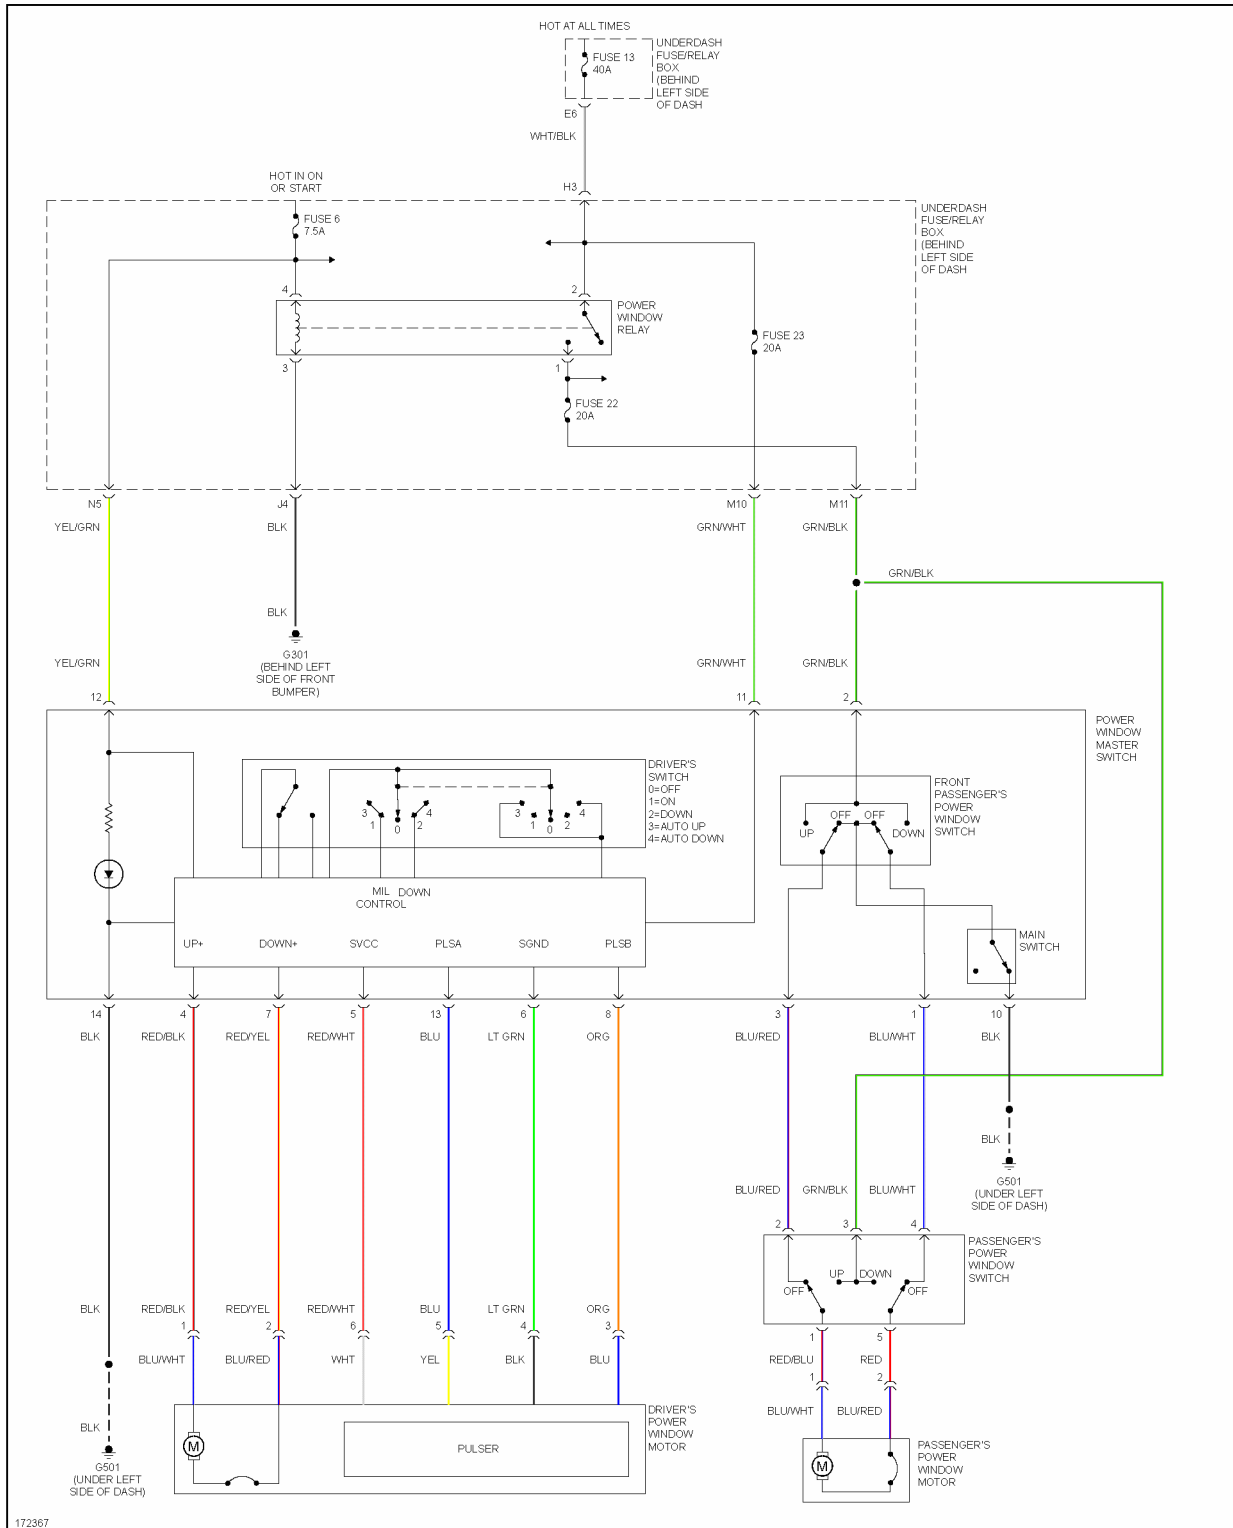 HOT AT ALL TIMES
FUSE 13
40A
UNDERDASH
FUSE/RELAY
BOX
(BEHIND
LEFT SIDE
OF DASH
E6
WHT/BLK
H3
HOT IN ON
OR START
FUSE 6
7.5A
UNDERDASH
FUSE/RELAY
BOX
(BEHIND
LEFT SIDE
OF DASH
4
2
POWER
WINDOW
RELAY
3
1
FUSE 23
20A
FUSE 22
20A
N5
J4
M10
M11
YEL/GRN
BLK
GRN/WHT
GRN/BLK
GRN/BLK
BLK
G301
(BEHIND LEFT
SIDE OF FRONT
BUMPER)
YEL/GRN
GRN/WHT
GRN/BLK
12
11
2
POWER
WINDOW
MASTER
SWITCH
DRIVER'S
SWITCH
0=OFF
1=ON
2=DOWN
3=AUTO UP
4=AUTO DOWN
3
1
0
2
4
3
1
0
2
4
FRONT
PASSENGER'S
POWER
WINDOW
SWITCH
UP
OFF
OFF
DOWN
MIL
DOWN
CONTROL
UP+
DOWN+
SVCC
PLSA
SGND
PLSB
MAIN
SWITCH
14
4
7
5
13
6
8
3
1
10
BLK
RED/BLK
RED/YEL
RED/WHT
BLU
LT GRN
ORG
BLU/RED
BLU/WHT
BLK
BLK
G501
(UNDER LEFT
SIDE OF DASH)
BLU/RED
GRN/BLK
BLU/WHT
2
3
4
PASSENGER'S
POWER
WINDOW
SWITCH
UP
DOWN
OFF
OFF
BLK
RED/BLK
RED/YEL
RED/WHT
BLU
LT GRN
ORG
1
2
6
5
4
3
1
5
BLU/WHT
BLU/RED
WHT
YEL
BLK
BLU
RED/BLU
RED
1
2
BLU/WHT
BLU/RED
BLK
G501
(UNDER LEFT
SIDE OF DASH)
M
PULSER
DRIVER'S
POWER
WINDOW
MOTOR
M
PASSENGER'S
POWER
WINDOW
MOTOR
172367